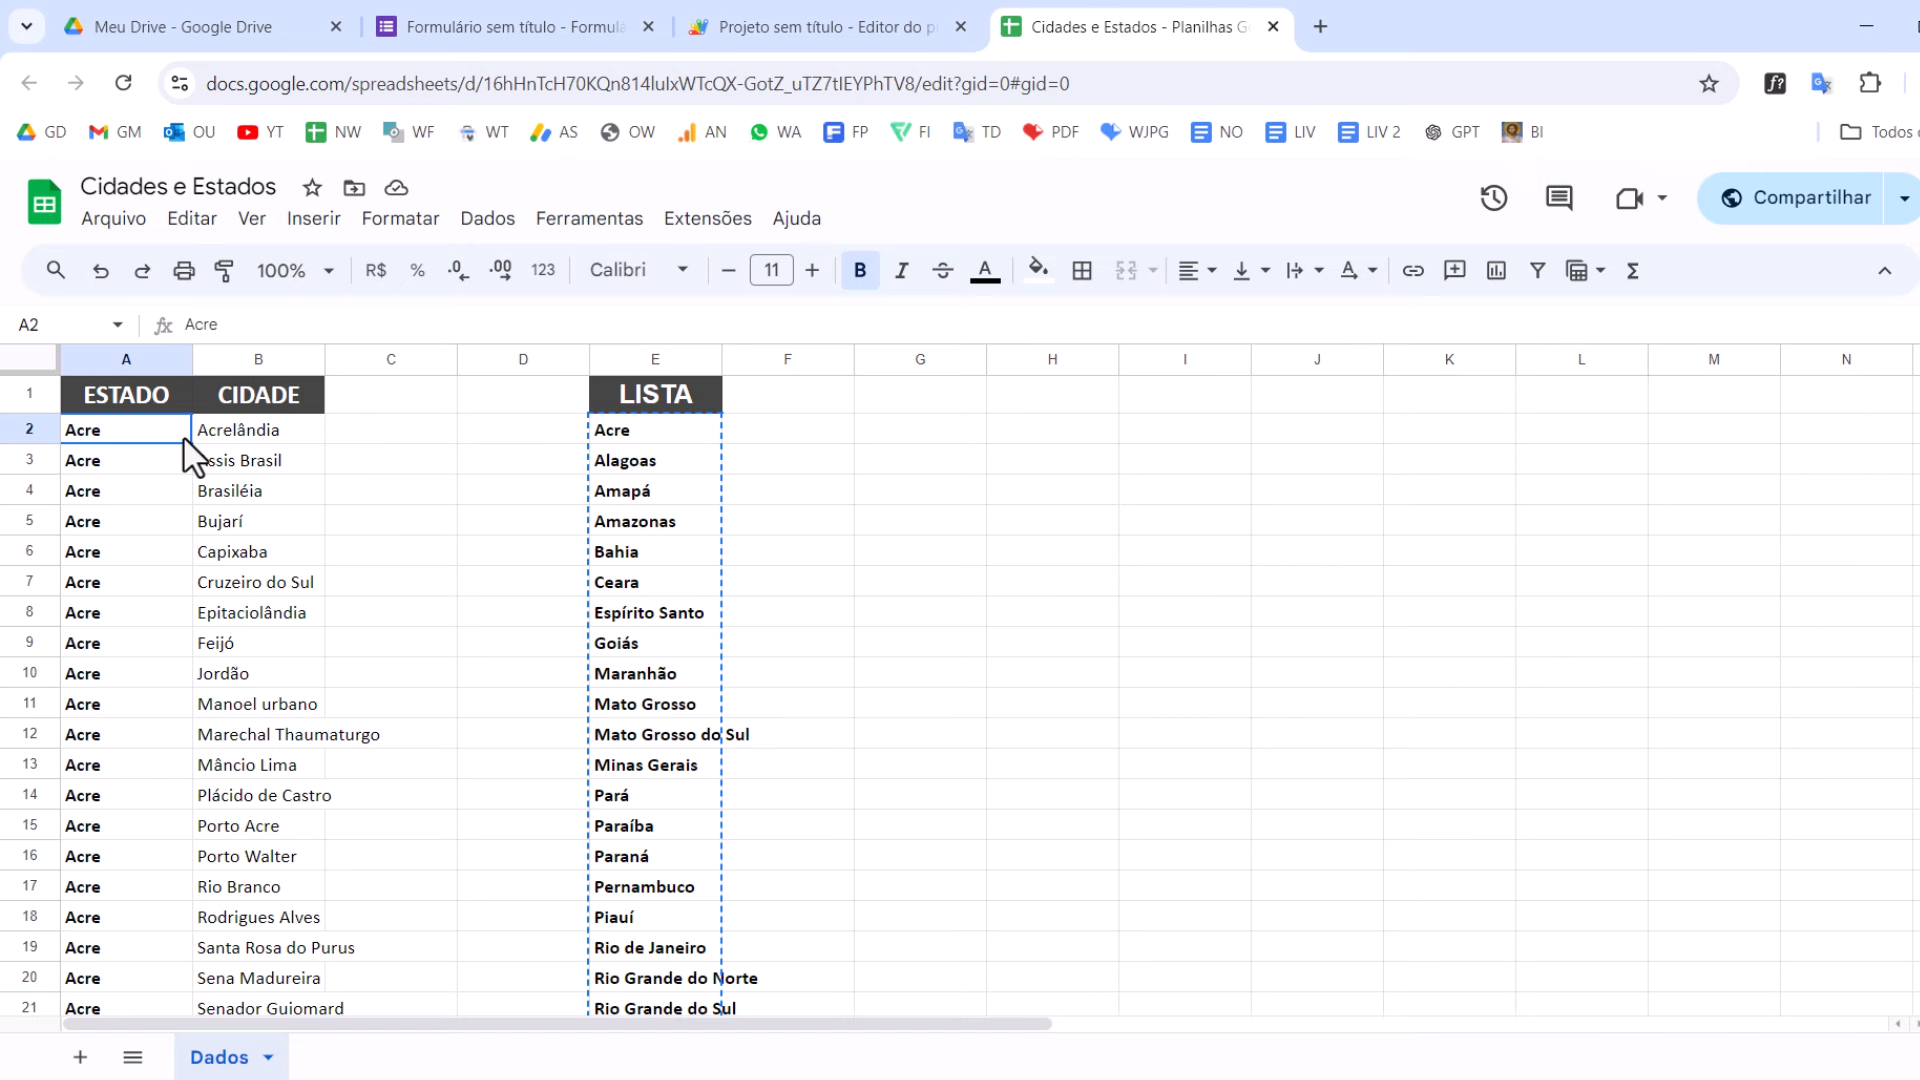 Meu Drive - Google Drive
Formulário sem título - Formula
Projeto sem título - Editor do p
Cidades e Estados - Planilhas G
docs.google.com/spreadsheets/d/16hHnTcH70KQn814luIxWTcQX-GotZ_uTZ7tIEYPhTV8/edit?gid=0#gid=0
GD GM OU YT NW WF WT AS OW AN WA FP FI TD PDF WJPG NO LIV LIV 2 GPT BI Todos
Cidades e Estados
Arquivo Editar Ver Inserir Formatar Dados Ferramentas Extensões Ajuda
Compartilhar
100% R$ % .0 .00 123 Calibri 11 B I A
A2 fx Acre
A B C D E F G H I J K L M N
1 ESTADO CIDADE LISTA
2 Acre Acrelândia Acre
3 Acre ssis Brasil Alagoas
4 Acre Brasiléia Amapá
5 Acre Bujarí Amazonas
6 Acre Capixaba Bahia
7 Acre Cruzeiro do Sul Ceara
8 Acre Epitaciolândia Espírito Santo
9 Acre Feijó Goiás
10 Acre Jordão Maranhão
11 Acre Manoel urbano Mato Grosso
12 Acre Marechal Thaumaturgo Mato Grosso do Sul
13 Acre Mâncio Lima Minas Gerais
14 Acre Plácido de Castro Pará
15 Acre Porto Acre Paraíba
16 Acre Porto Walter Paraná
17 Acre Rio Branco Pernambuco
18 Acre Rodrigues Alves Piauí
19 Acre Santa Rosa do Purus Rio de Janeiro
20 Acre Sena Madureira Rio Grande do Norte
21 Acre Senador Guiomard Rio Grande do Sul
Dados